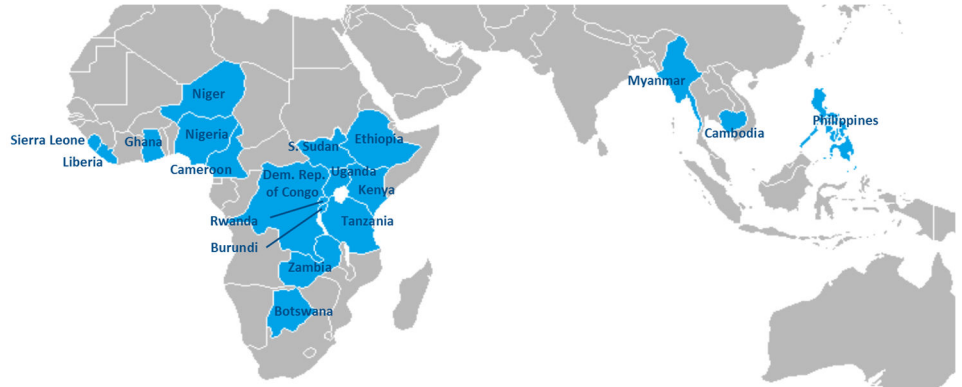 Niger
Sierra Leone
Ghana
Nigeria
Liberia
Cameroon
S. Sudan
Ethiopia
Uganda
Dem. Rep.
of Congo
Kenya
Rwanda
Tanzania
Burundi
Zambia
Botswana
Myanmar
Cambodia
Philippines